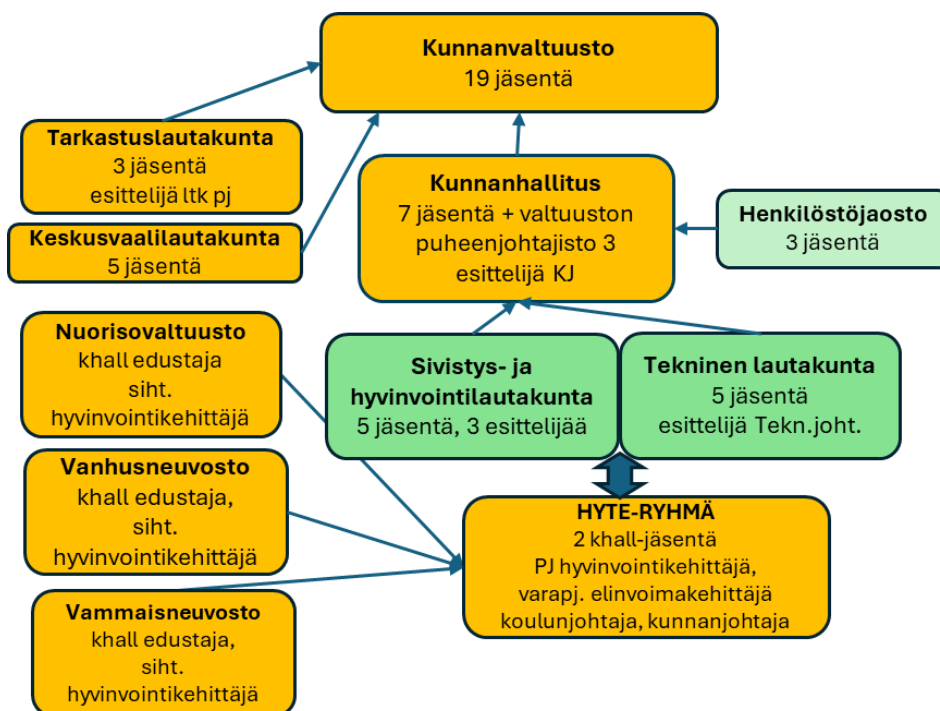 Kunnanvaltuusto
19 jäsentä
Tarkastuslautakunta
3 jäsentä
esittelijä ltk pj
Keskusvaalilautakunta
5 jäsentä
Kunnanhallitus
7 jäsentä + valtuuston
puheenjohtajisto 3
esittelijä KJ
Henkilöstöjaosto
3 jäsentä
Nuorisovaltuusto
khall edustaja
siht.
hyvinvointikehittäjä
Sivistys- ja
hyvinvointilautakunta
5 jäsentä, 3 esittelijää
Tekninen lautakunta
5 jäsentä
esittelijä Tekn.joht.
Vanhusneuvosto
khall edustaja,
siht.
hyvinvointikehittäjä
HYTE-RYHMÄ
2 khall-jäsentä
PJ hyvinvointikehittäjä,
varapj. elinvoimakehittäjä
koulunjohtaja, kunnanjohtaja
Vammaisneuvosto
khall edustaja,
siht.
hyvinvointikehittäjä